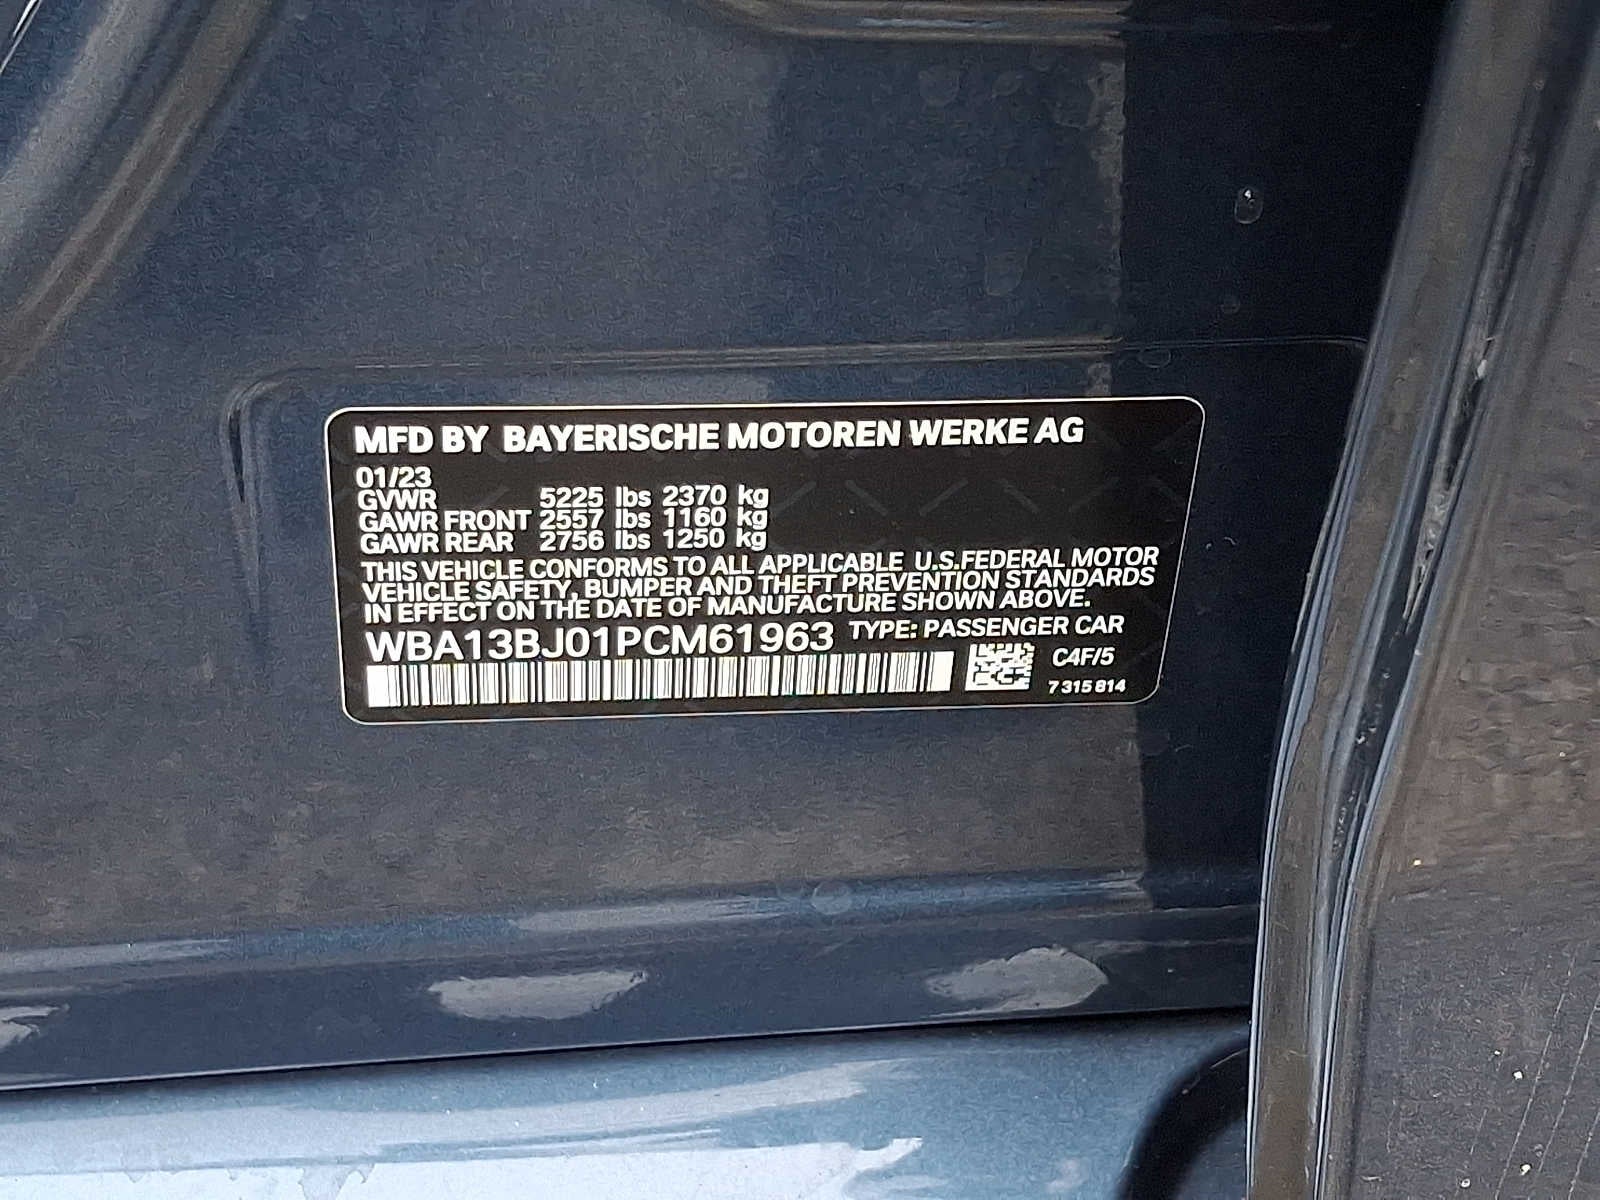 MFD BY BAYERISCHE MOTOREN WERKE AG
01/23
GVWR 5225 lbs 2370 kg
GAWR FRONT 2557 lbs 1160 kg
GAWR REAR 2756 lbs 1250 kg
THIS VEHICLE CONFORMS TO ALL APPLICABLE U.S.FEDERAL MOTOR
VEHICLE SAFETY, BUMPER AND THEFT PREVENTION STANDARDS
IN EFFECT ON THE DATE OF MANUFACTURE SHOWN ABOVE.
WBA13BJ01PCM61963 TYPE: PASSENGER CAR
C4F/5
7 315 814